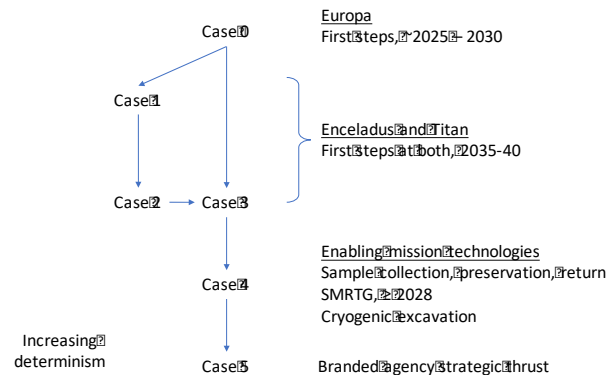 Case 0
Europa
First steps, ~2025 – 2030
Case 1
Enceladus and Titan
First steps at both, 2035-40
Case 2
Case 3
Enabling mission technologies
Sample collection, preservation, return
SMRTG, ≥ 2028
Cryogenic excavation
Case 4
Increasing
determinism
Case 5
Branded agency strategic thrust